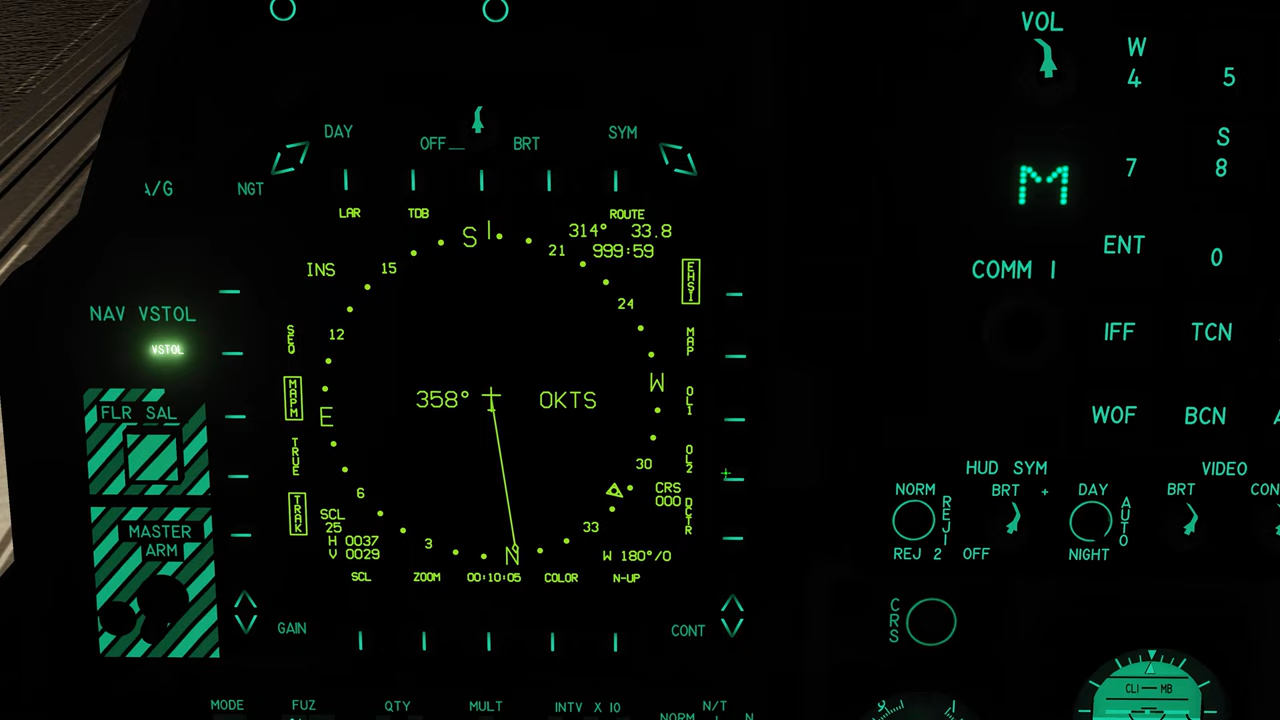 VOL
W
4
5
DAY
OFF
BRT
SYM
S
8
7
A/G
NGT
M
LAR
TDB
ROUTE
314° 33.8
999:59
S
21
INS
15
24
EHSI
ENT
0
COMM 1
NAV VSTOL
VSTOL
SEQ
12
MAP
IFF
TCN
MAPM
E
358°
0KTS
W
OL1
WOF
BCN
FLR SAL
TRUE
OL2
30
HUD SYM
VIDEO
6
CRS
000
DCTR
NORM
REJ 1
BRT
DAY
AUTO
BRT
CON
TRAK
SCL
25
33
MASTER
ARM
H 0037
V 0029
3
N
W 180°/0
REJ 2
OFF
NIGHT
SCL
ZOOM
00:10:05
COLOR
N-UP
GAIN
CONT
CRS
CLIMB
MODE
FUZ
QTY
MULT
INTV X 10
N/T
NORM
N